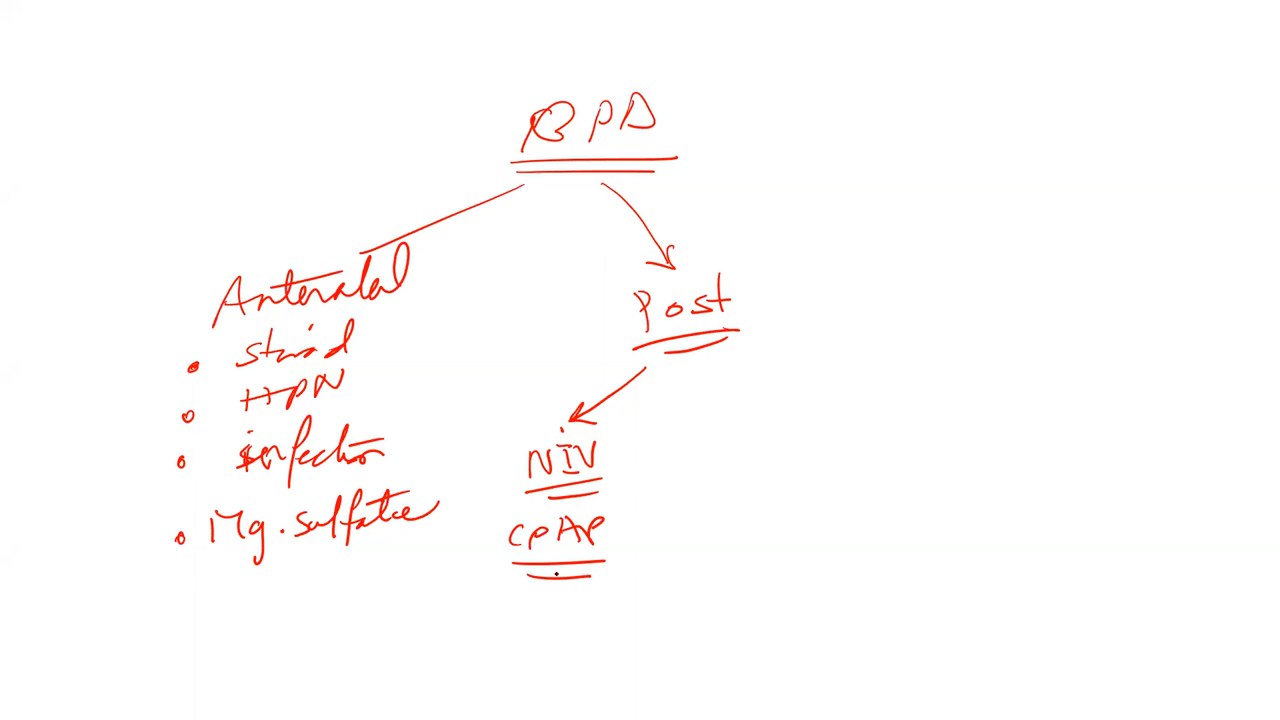 BPD
Antenatal
Post
• steroid
• HPN
• infection
• Mg. sulfate
NIV
CPAP